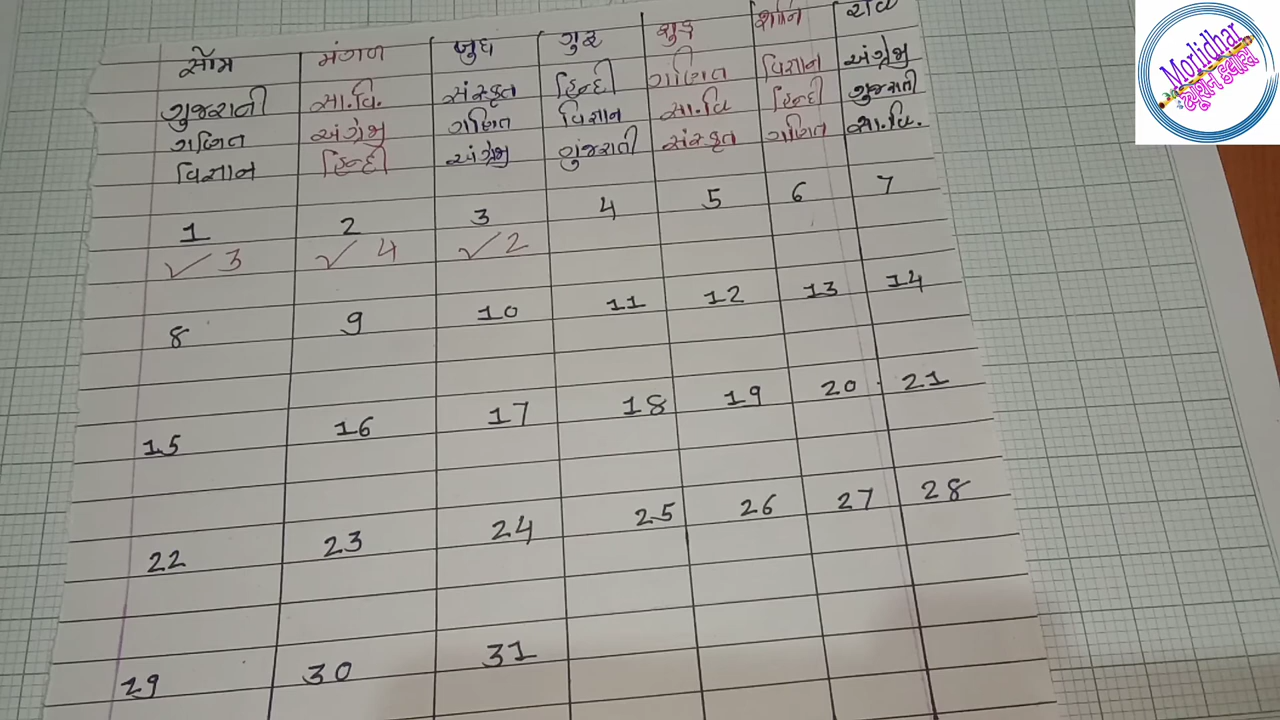 સોમ મંગળ બુધ ગુરૂ શુક્ર શનિ રવિ
ગુજરાતી સા.વિ. સંસ્કૃત હિન્દી ગણિત વિજ્ઞાન અંગ્રેજી
ગણિત અંગ્રેજી ગણિત વિજ્ઞાન સા.વિ હિન્દી ગુજરાતી
વિજ્ઞાન હિન્દી અંગ્રેજી ગુજરાતી સંસ્કૃત ગણિત સા.વિ.
1 2 3 4 5 6 7
✓ 3 ✓ 4 ✓ 2
8 9 10 11 12 13 14
15 16 17 18 19 20 21
22 23 24 25 26 27 28
29 30 31
Morlidhar
ટ્યુશન ક્લાસ